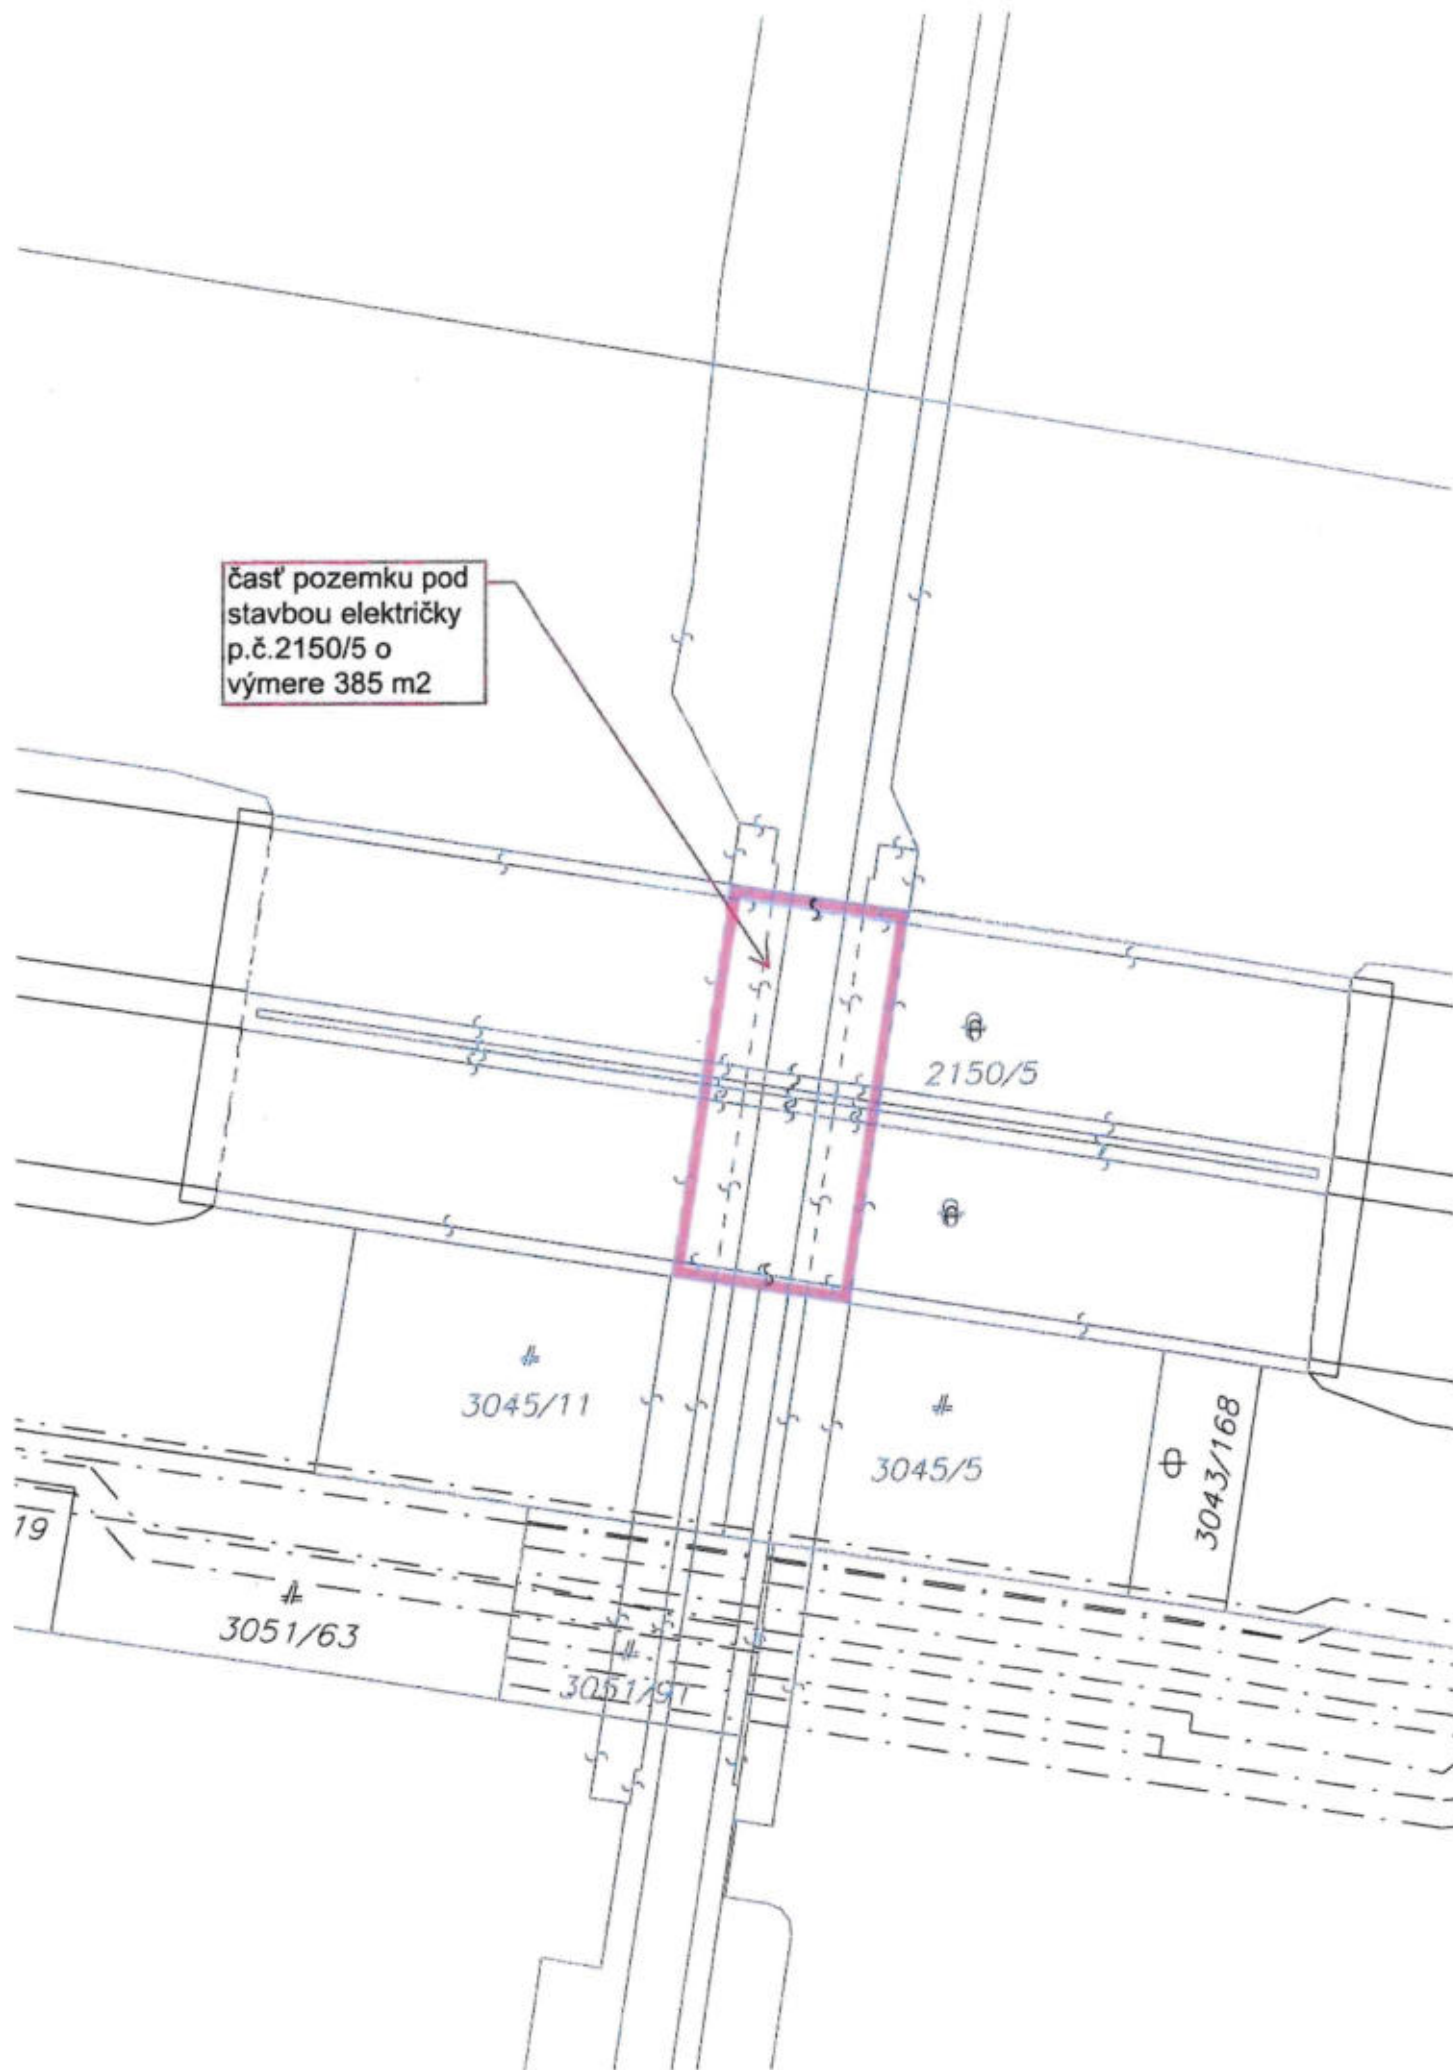 časť pozemku pod
stavbou električky
p.č.2150/5 o
výmere 385 m2
2150/5
3045/11
3045/5
3043/168
19
3051/63
3051/91